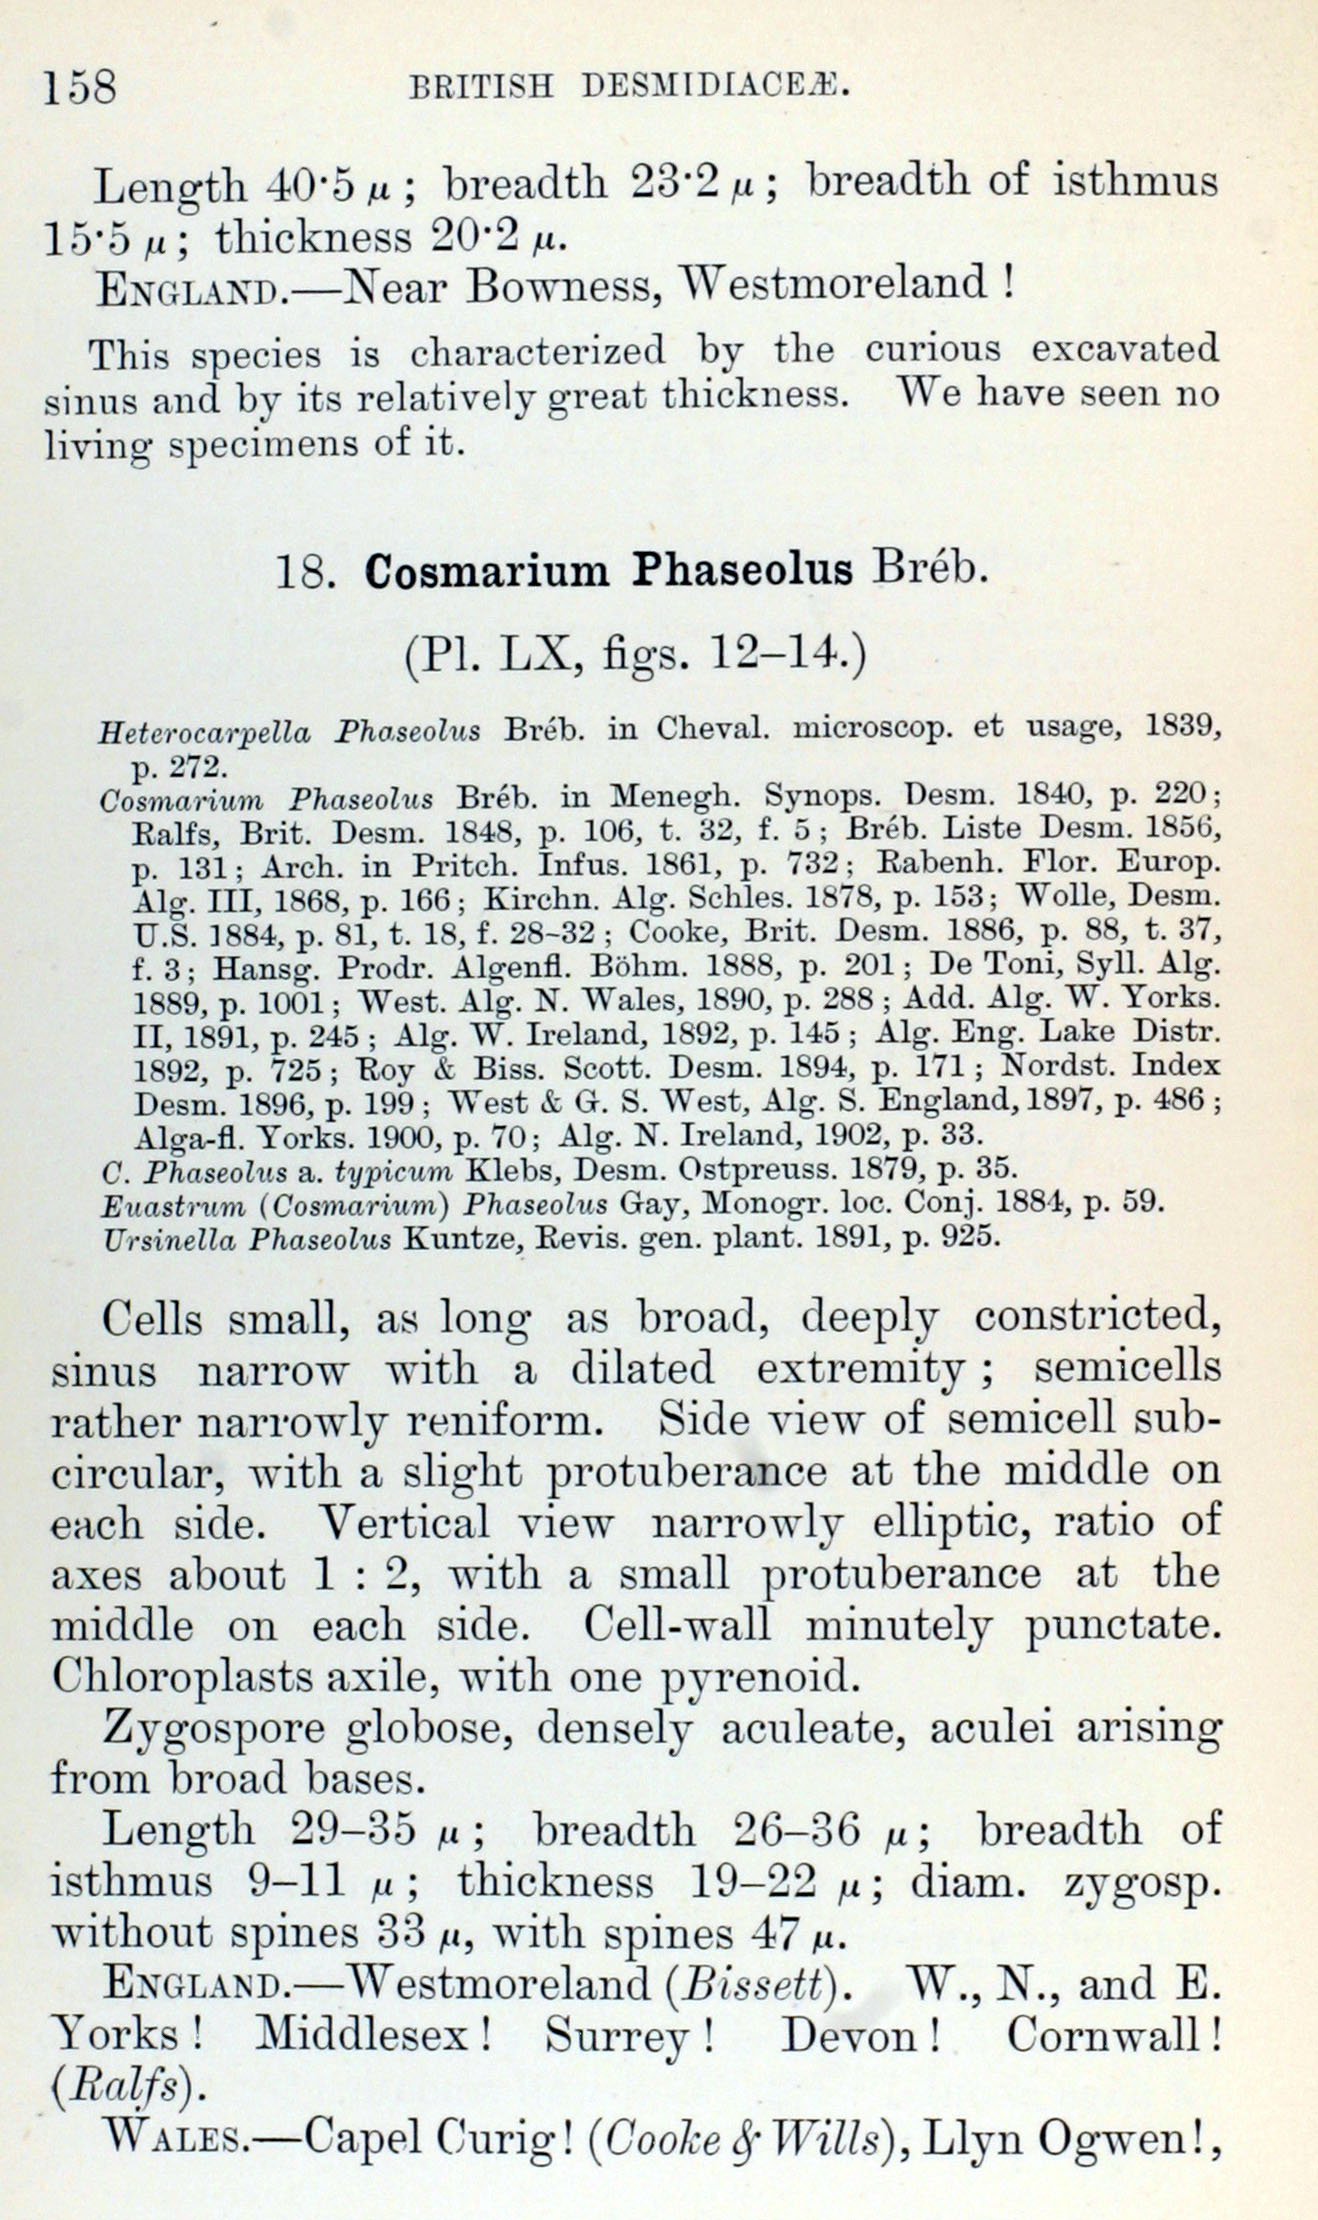 158 BRITISH DESMIDIACEÆ.
Length 40·5 µ ; breadth 23·2 µ ; breadth of isthmus
15·5 µ ; thickness 20·2 µ.
ENGLAND.—Near Bowness, Westmoreland !
This species is characterized by the curious excavated
sinus and by its relatively great thickness. We have seen no
living specimens of it.
18. Cosmarium Phaseolus Bréb.
(Pl. LX, figs. 12–14.)
Heterocarpella Phaseolus Bréb. in Cheval. microscop. et usage, 1839,
p. 272.
Cosmarium Phaseolus Bréb. in Menegh. Synops. Desm. 1840, p. 220 ;
Ralfs, Brit. Desm. 1848, p. 106, t. 32, f. 5 ; Bréb. Liste Desm. 1856,
p. 131 ; Arch. in Pritch. Infus. 1861, p. 732 ; Rabenh. Flor. Europ.
Alg. III, 1868, p. 166 ; Kirchn. Alg. Schles. 1878, p. 153 ; Wolle, Desm.
U.S. 1884, p. 81, t. 18, f. 28–32 ; Cooke, Brit. Desm. 1886, p. 88, t. 37,
f. 3 ; Hansg. Prodr. Algenfl. Böhm. 1888, p. 201 ; De Toni, Syll. Alg.
1889, p. 1001 ; West. Alg. N. Wales, 1890, p. 288 ; Add. Alg. W. Yorks.
II, 1891, p. 245 ; Alg. W. Ireland, 1892, p. 145 ; Alg. Eng. Lake Distr.
1892, p. 725 ; Roy & Biss. Scott. Desm. 1894, p. 171 ; Nordst. Index
Desm. 1896, p. 199 ; West & G. S. West, Alg. S. England, 1897, p. 486 ;
Alga-fl. Yorks. 1900, p. 70 ; Alg. N. Ireland, 1902, p. 33.
C. Phaseolus a. typicum Klebs, Desm. Ostpreuss. 1879, p. 35.
Euastrum (Cosmarium) Phaseolus Gay, Monogr. loc. Conj. 1884, p. 59.
Ursinella Phaseolus Kuntze, Revis. gen. plant. 1891, p. 925.
Cells small, as long as broad, deeply constricted,
sinus narrow with a dilated extremity ; semicells
rather narrowly reniform. Side view of semicell sub-
circular, with a slight protuberance at the middle on
each side. Vertical view narrowly elliptic, ratio of
axes about 1 : 2, with a small protuberance at the
middle on each side. Cell-wall minutely punctate.
Chloroplasts axile, with one pyrenoid.
Zygospore globose, densely aculeate, aculei arising
from broad bases.
Length 29–35 µ ; breadth 26–36 µ ; breadth of
isthmus 9–11 µ ; thickness 19–22 µ ; diam. zygosp.
without spines 33 µ, with spines 47 µ.
ENGLAND.—Westmoreland (Bissett). W., N., and E.
Yorks ! Middlesex ! Surrey ! Devon ! Cornwall !
(Ralfs).
WALES.—Capel Curig ! (Cooke & Wills), Llyn Ogwen !,